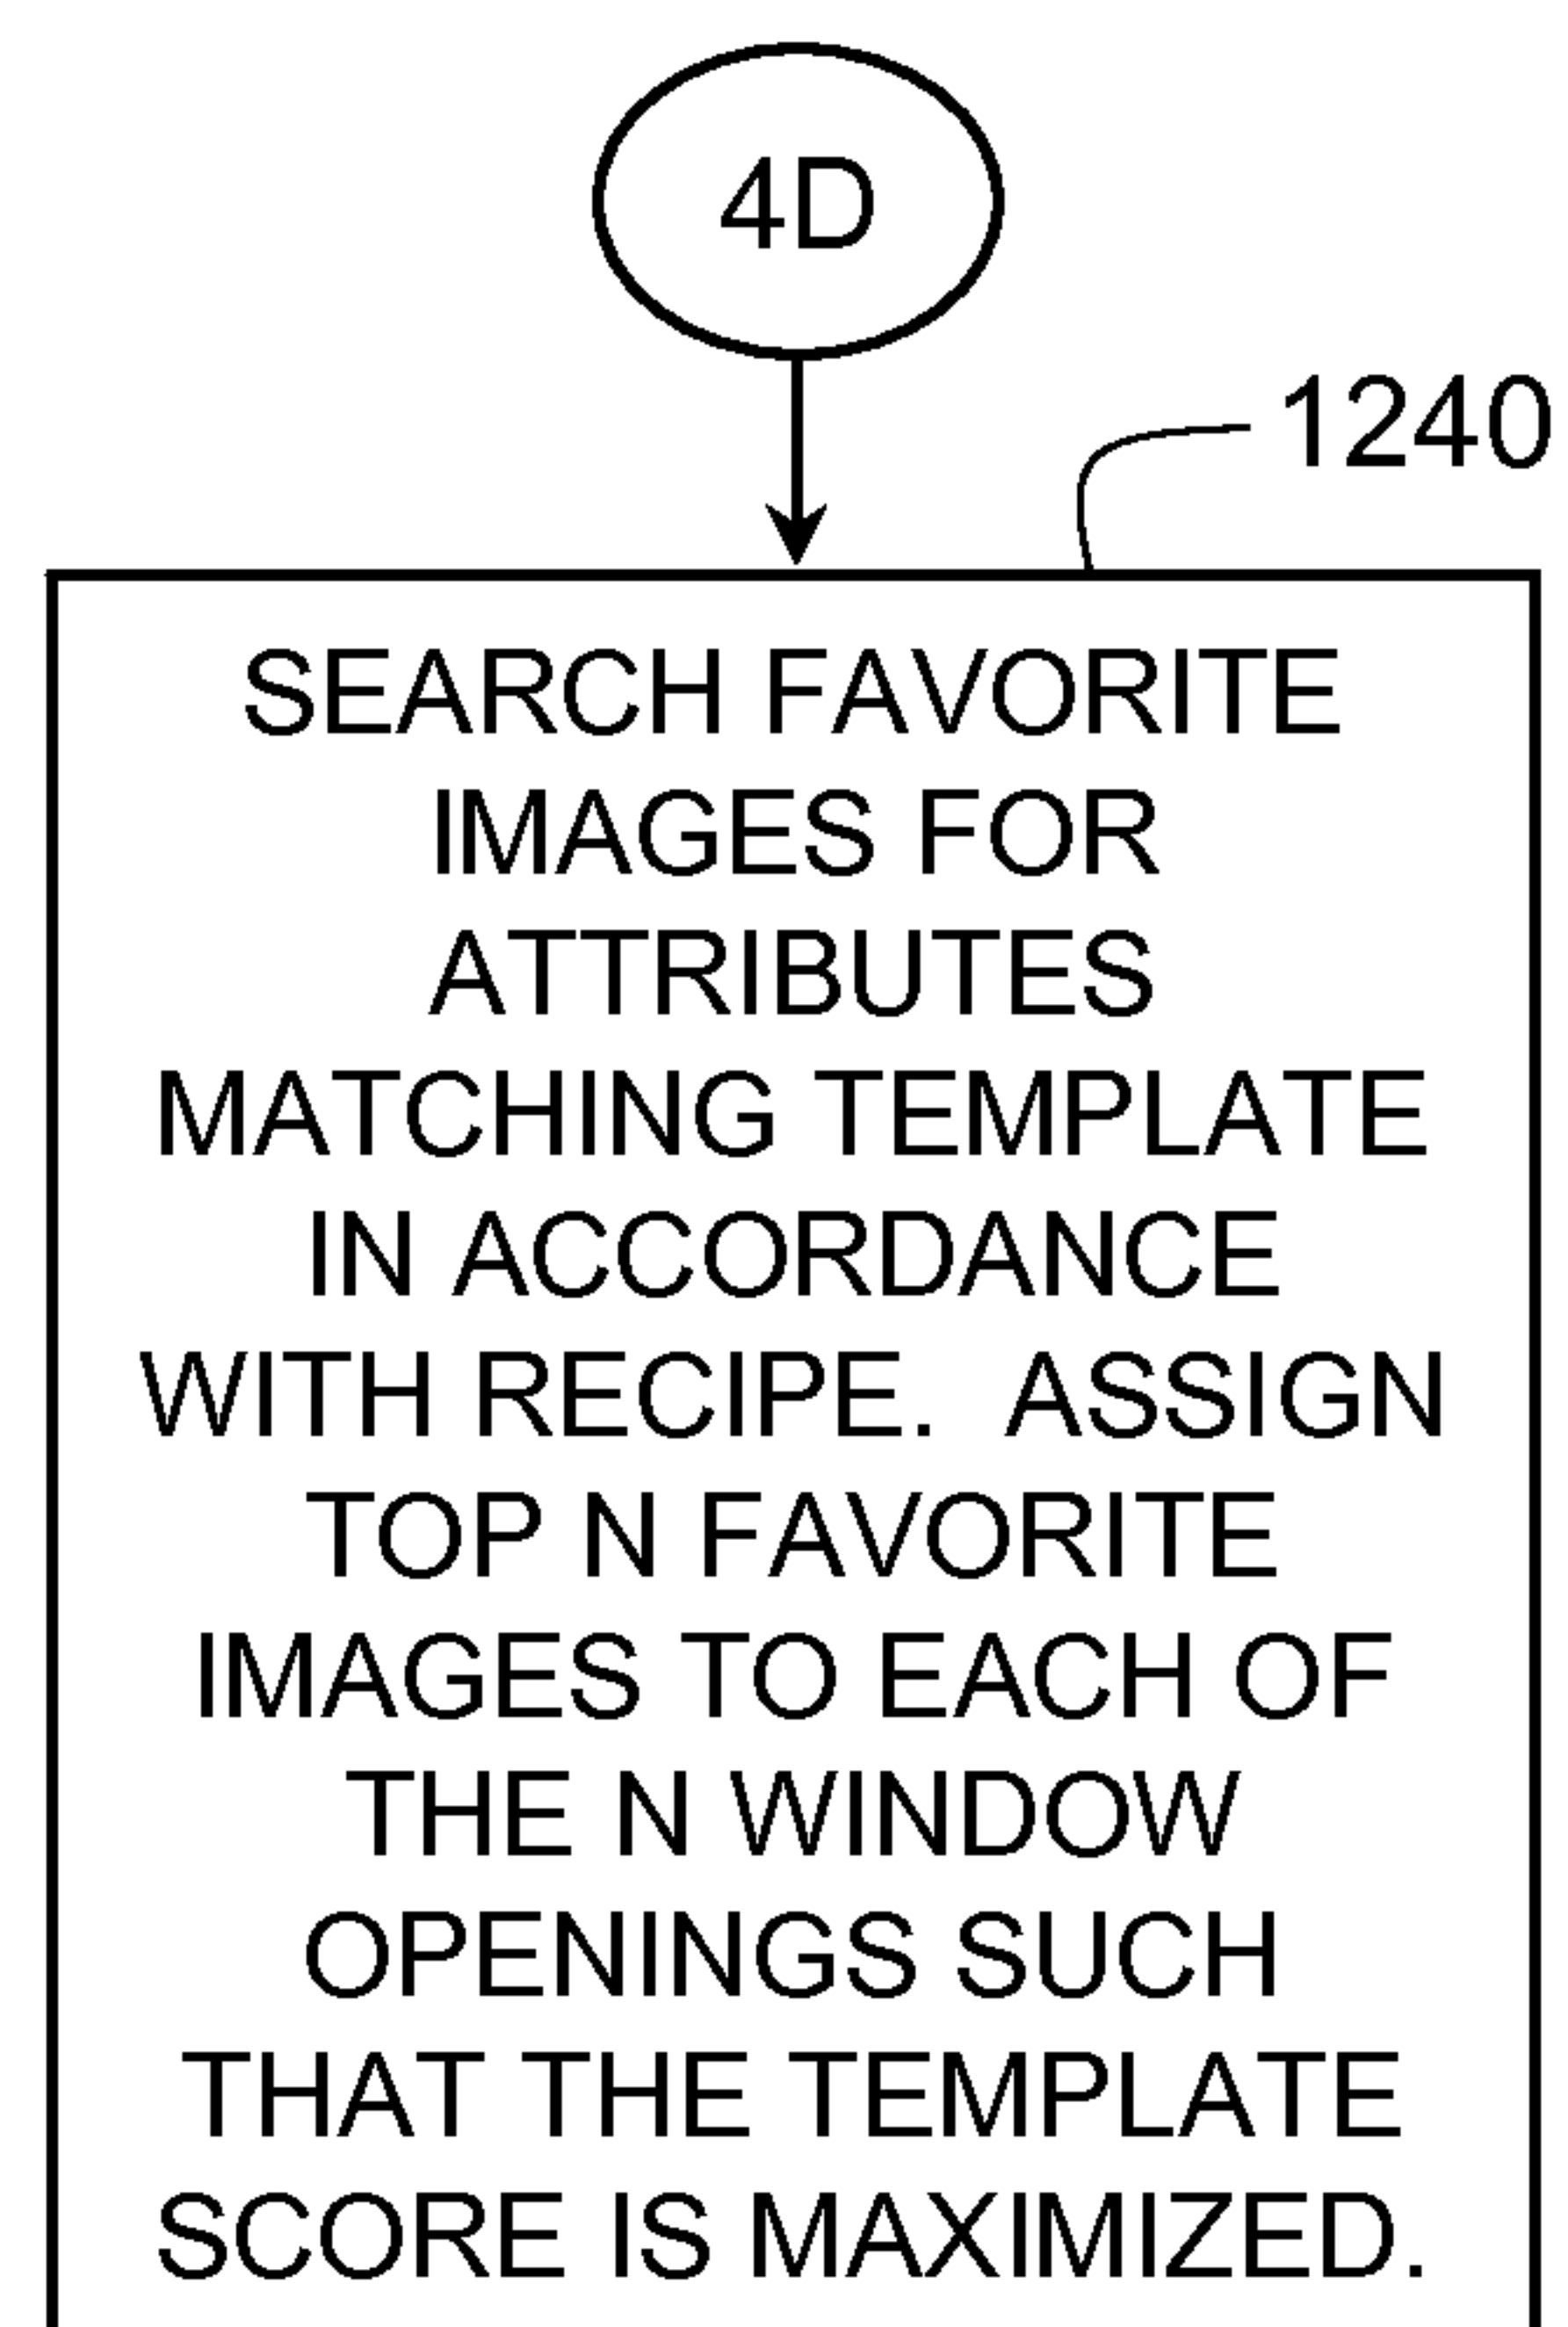 4D
1240
SEARCH FAVORITE
IMAGES FOR
ATTRIBUTES
MATCHING TEMPLATE
IN ACCORDANCE
WITH RECIPE.  ASSIGN
TOP N FAVORITE
IMAGES TO EACH OF
THE N WINDOW
OPENINGS SUCH
THAT THE TEMPLATE
SCORE IS MAXIMIZED.